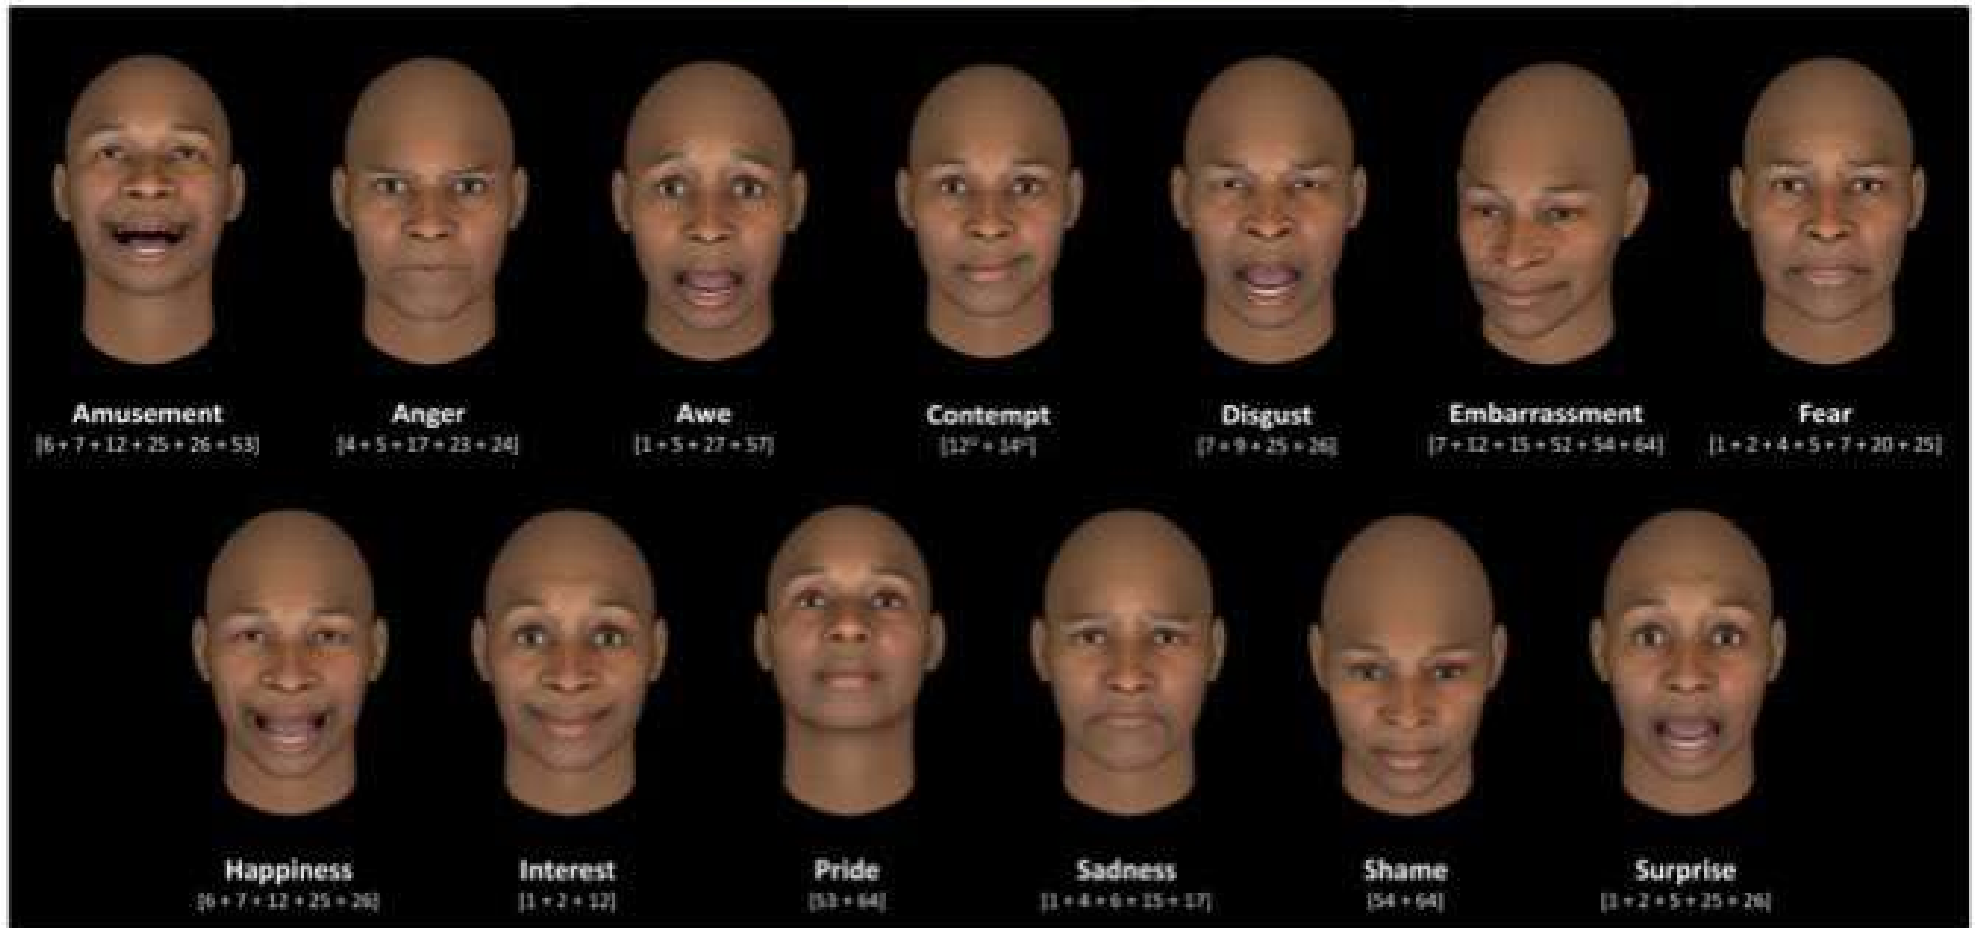 Amusement Anger Awe Contempt Disgust Embarrassment Fear
[6 + 7 + 12 + 25 + 26 + 53] [4 + 5 + 17 + 23 + 24] [1 + 5 + 27 + 57] [7 + 9 + 25 + 26] [7 + 12 + 15 + 52 + 54 + 64] [1 + 2 + 4 + 5 + 7 + 20 + 25]
Happiness Interest Pride Sadness Shame Surprise
[6 + 7 + 12 + 25 + 26] [1 + 2 + 12] [53 + 64] [1 + 4 + 6 + 15 + 17] [54 + 64] [1 + 2 + 5 + 25 + 26]